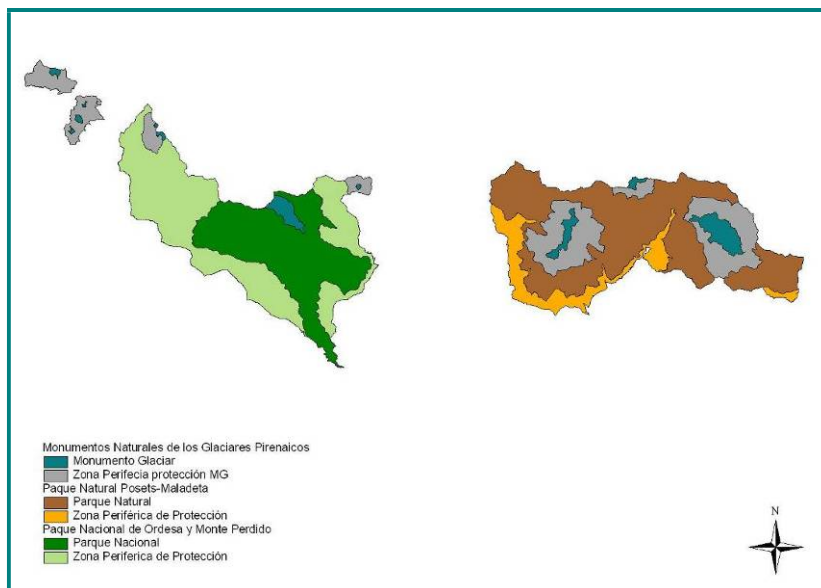 Monumentos Naturales de los Glaciares Pirenaicos
Monumento Glaciar
Zona Perifecia protección MG
Paque Natural Posets-Maladeta
Parque Natural
Zona Periférica de Protección
Paque Nacional de Ordesa y Monte Perdido
Parque Nacional
Zona Periferica de Protección
N